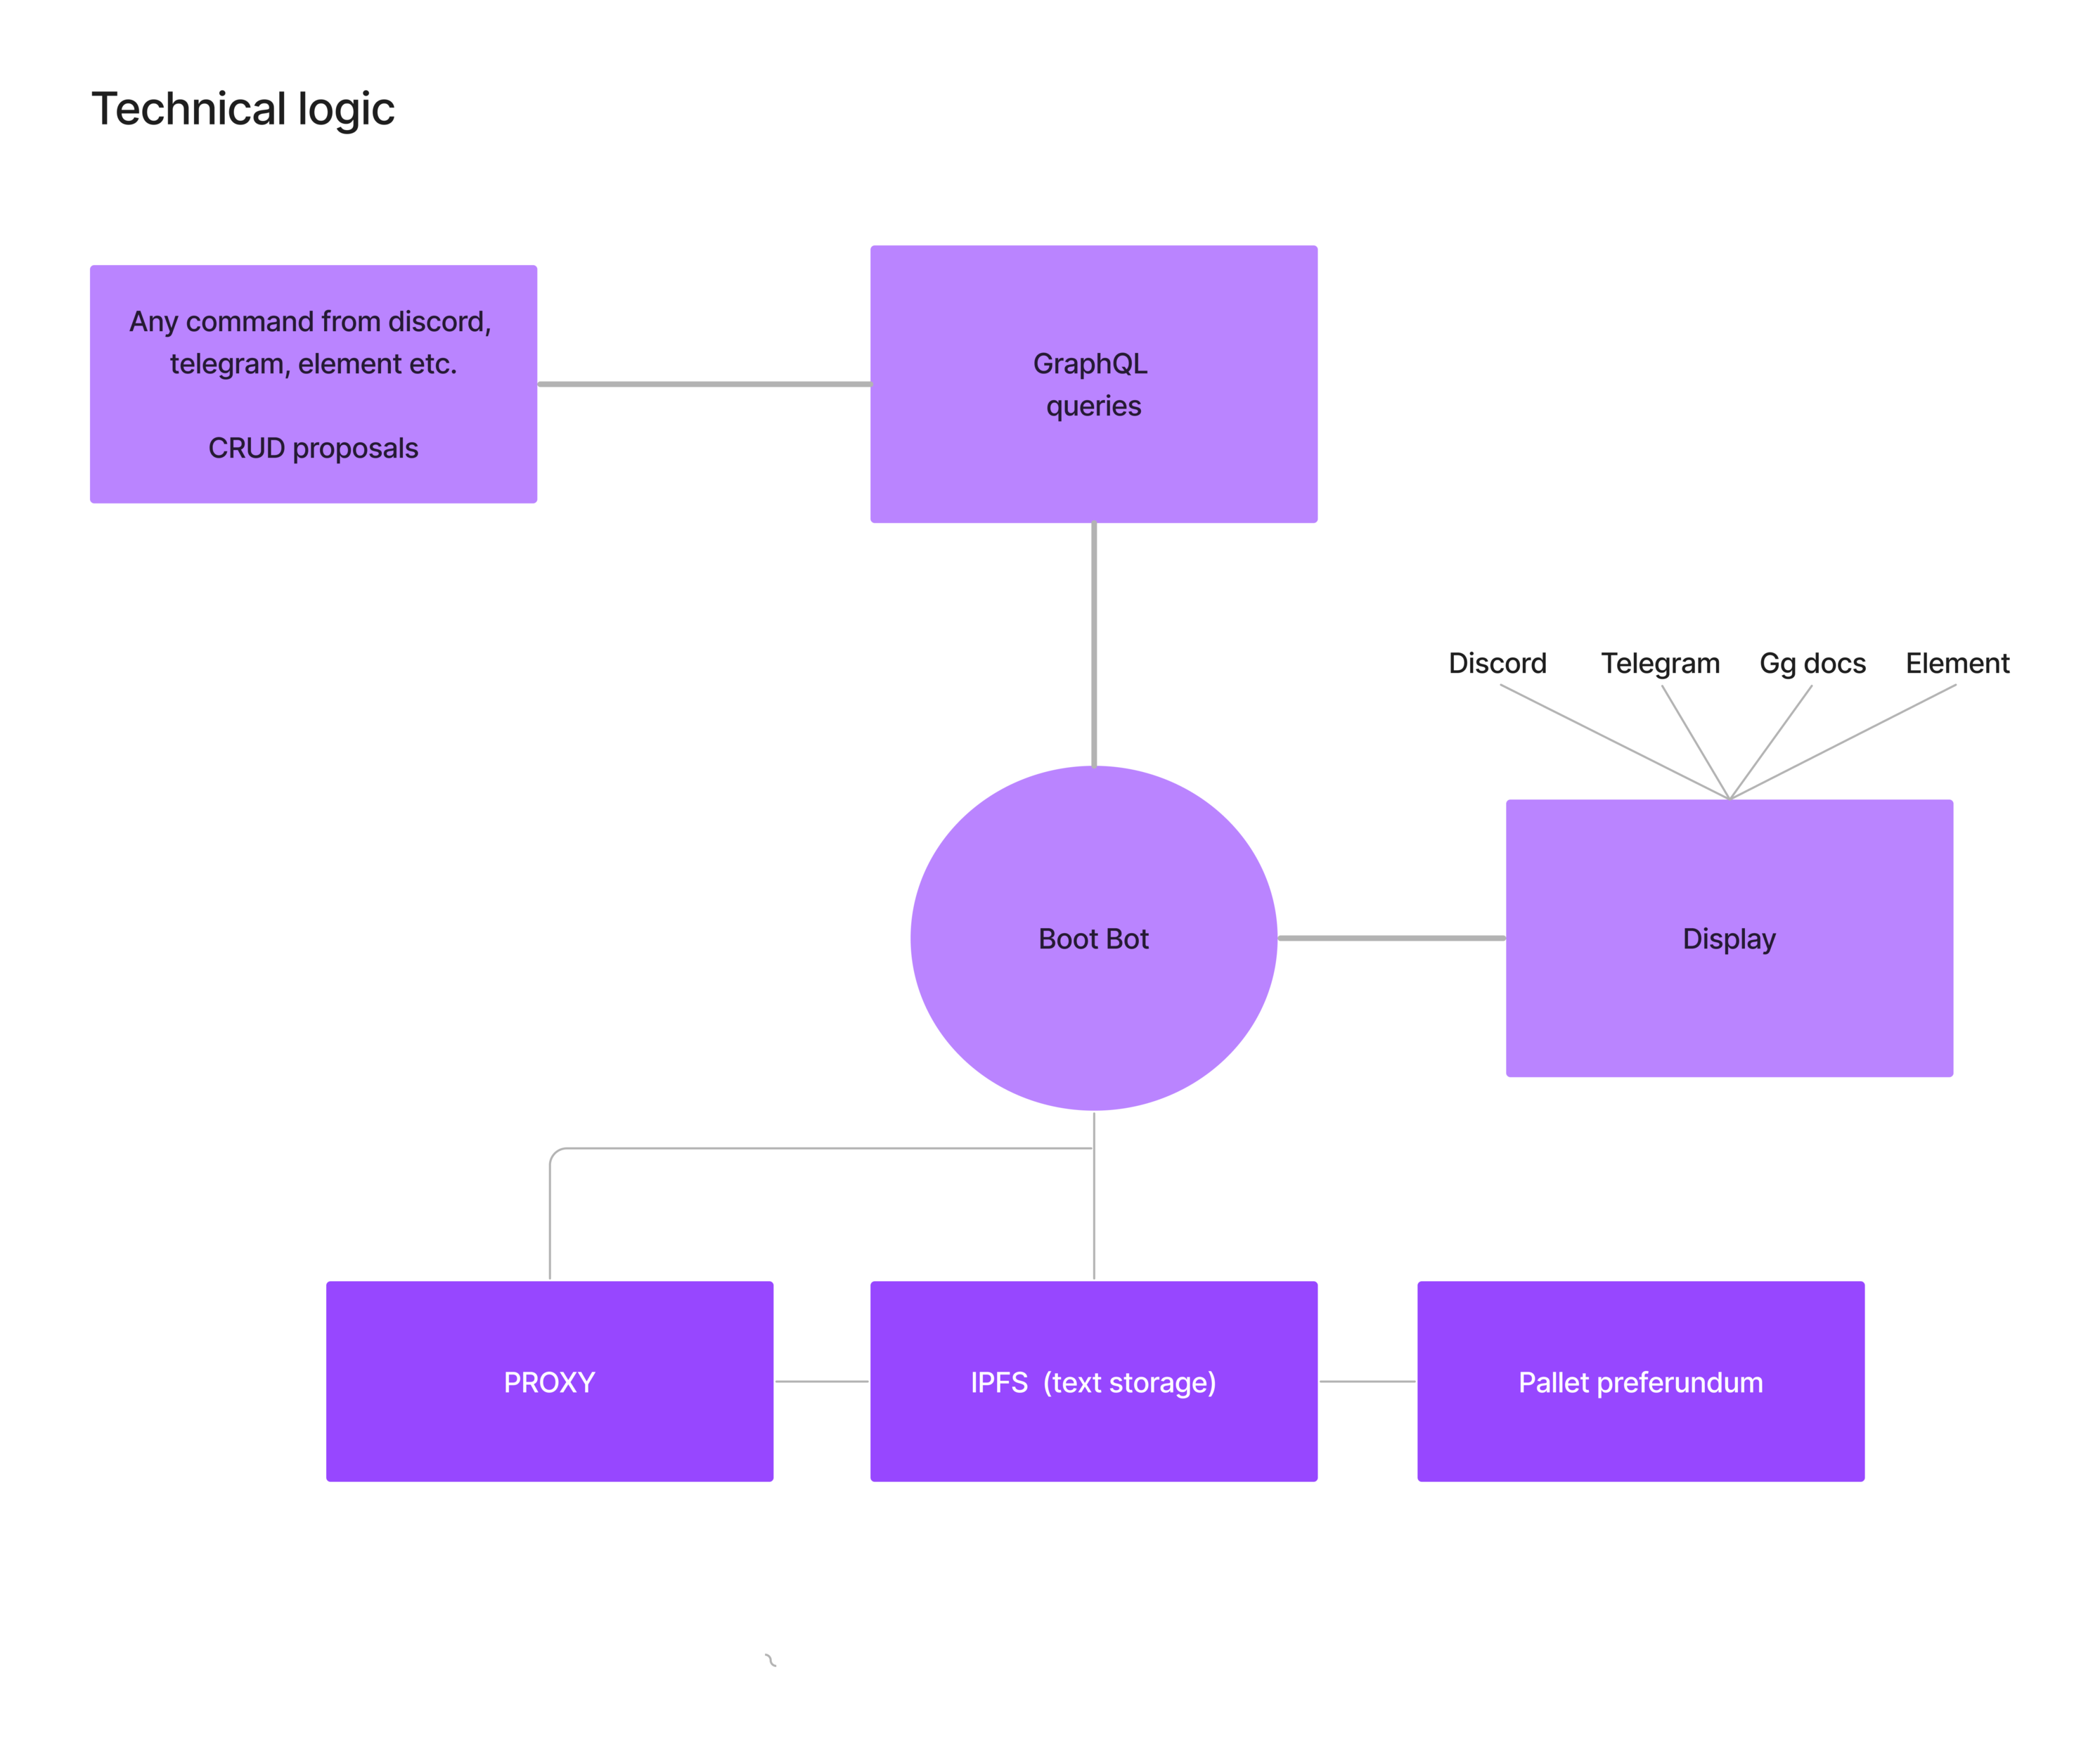 Technical logic
Any command from discord,
telegram, element etc.
CRUD proposals
GraphQL
queries
Discord
Telegram
Gg docs
Element
Boot Bot
Display
PROXY
IPFS (text storage)
Pallet preferundum